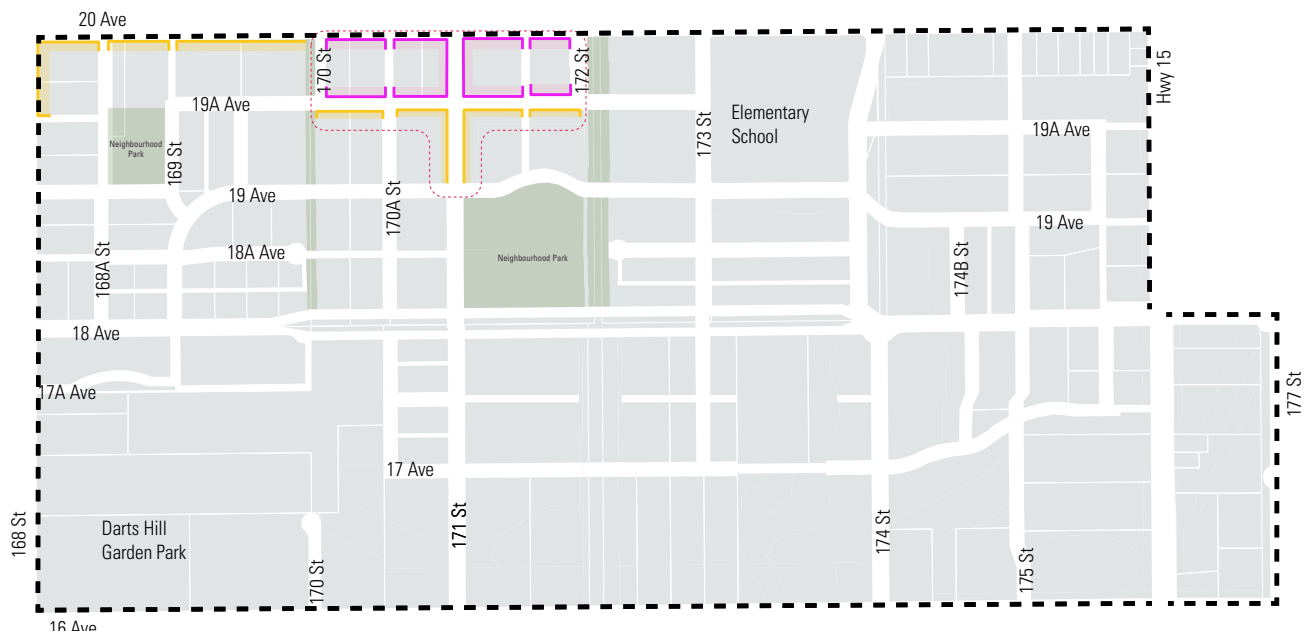 20 Ave
170 St
172 St
Hwy 15
19A Ave
Elementary
School
173 St
19A Ave
Neighbourhood
Park
169 St
19 Ave
170A St
19 Ave
18A Ave
168A St
Neighbourhood Park
174B St
18 Ave
17A Ave
177 St
17 Ave
168 St
Darts Hill
Garden Park
170 St
171 St
174 St
175 St
16 Ave